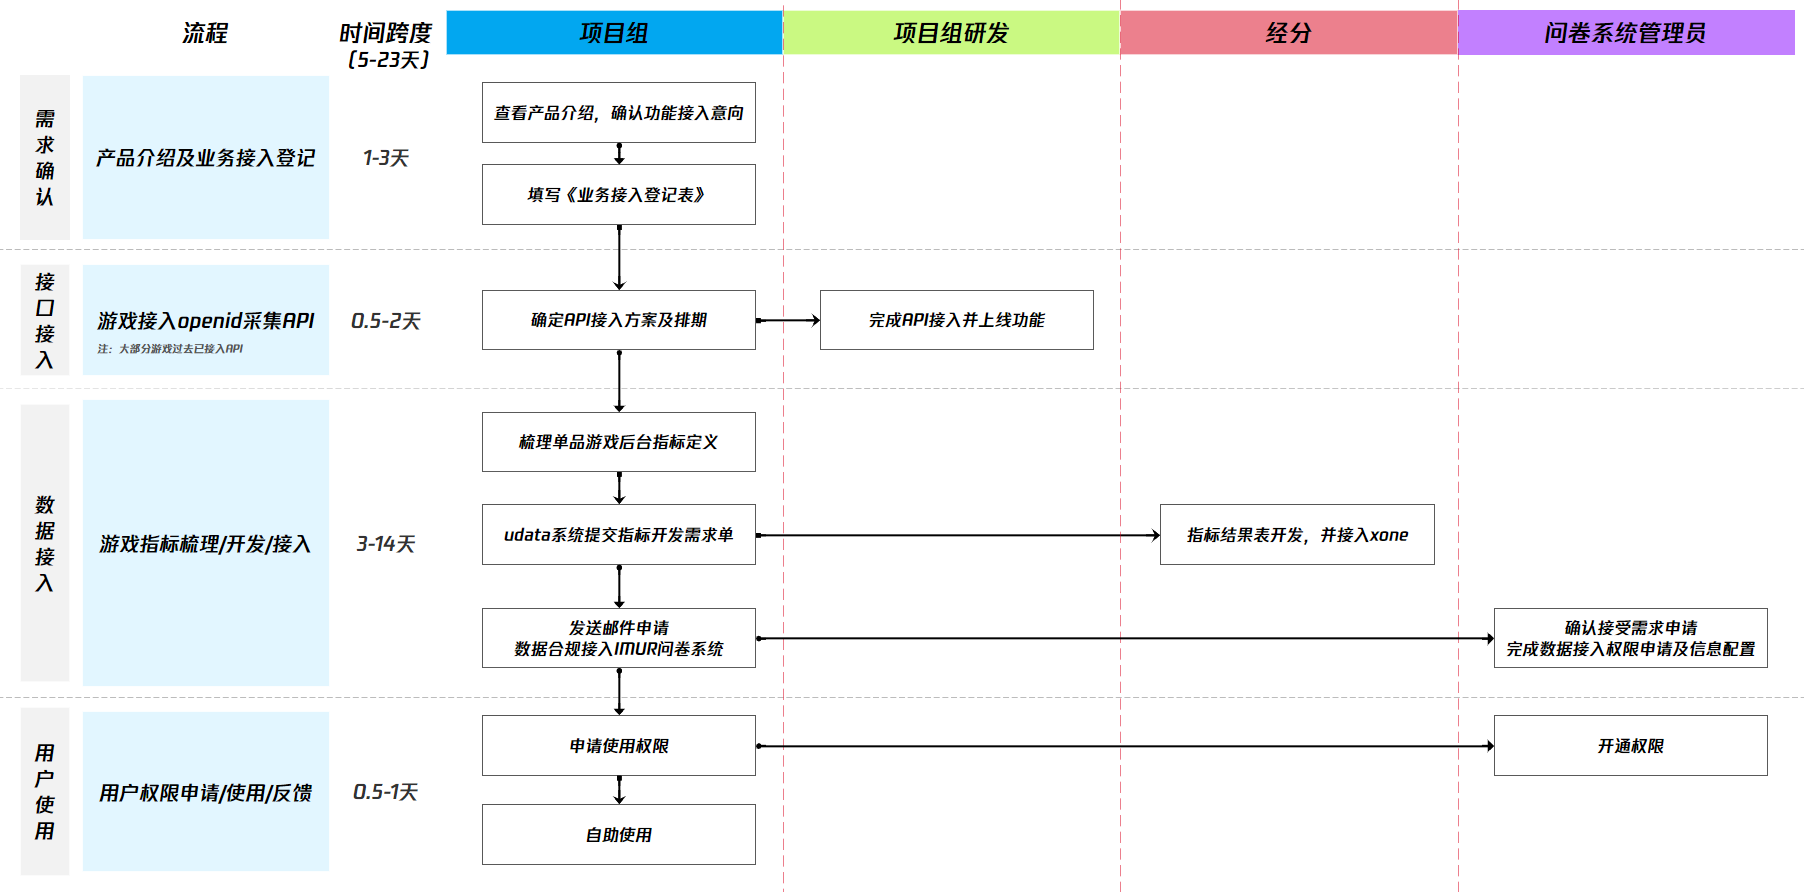 流程
时间跨度
(5-23天)
项目组
项目组研发
经分
问卷系统管理员
需求确认
产品介绍及业务接入登记
1-3天
查看产品介绍，确认功能接入意向
填写《业务接入登记表》
接口接入
游戏接入openid采集API
注：大部分游戏过去已接入API
0.5-2天
确定API接入方案及排期
完成API接入并上线功能
数据接入
游戏指标梳理/开发/接入
3-14天
梳理单品游戏后台指标定义
udata系统提交指标开发需求单
指标结果表开发，并接入xone
发送邮件申请
数据合规接入IMUR问卷系统
确认接受需求申请
完成数据接入权限申请及信息配置
用户使用
用户权限申请/使用/反馈
0.5-1天
申请使用权限
开通权限
自助使用